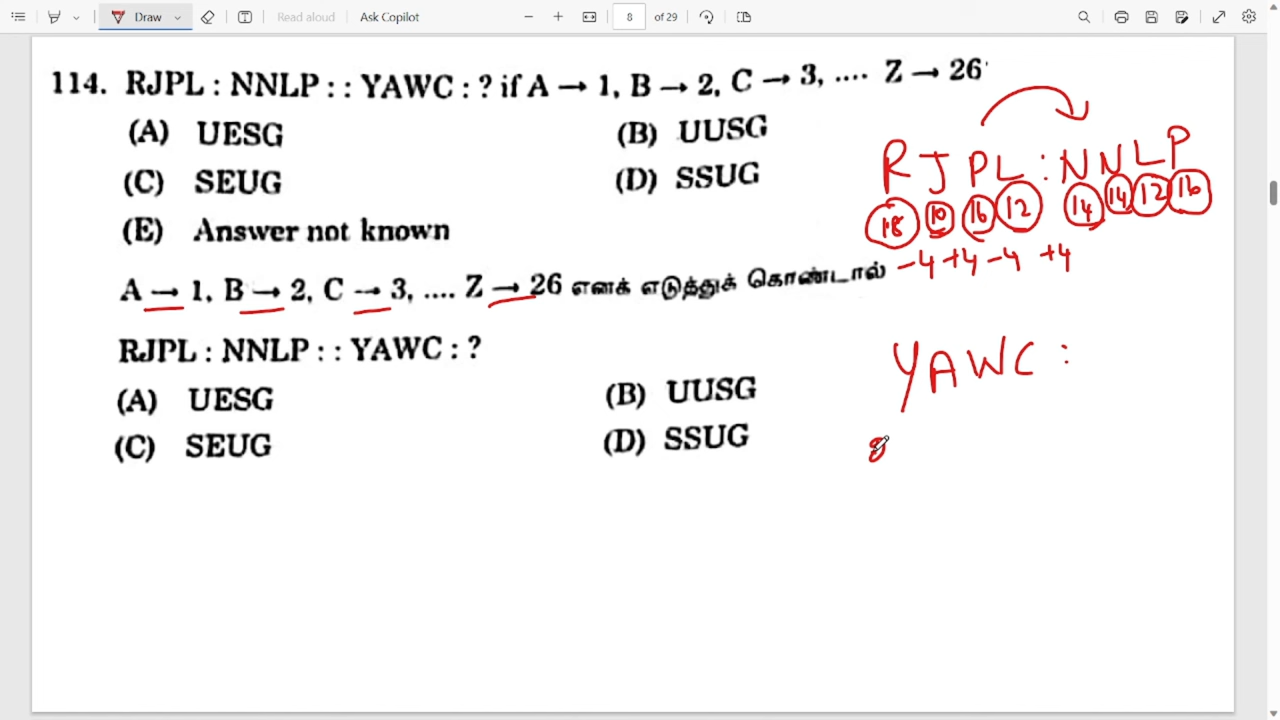 Draw
Read aloud
Ask Copilot
8 of 29
114. RJPL : NNLP : : YAWC : ? if A → 1, B → 2, C → 3, .... Z → 26
(A) UESG
(B) UUSG
(C) SEUG
(D) SSUG
(E) Answer not known
A → 1, B → 2, C → 3, .... Z → 26 எனக் எடுத்துக் கொண்டால்
RJPL : NNLP : : YAWC : ?
(A) UESG
(B) UUSG
(C) SEUG
(D) SSUG
R J P L : N N L P
18 10 16 12 14 14 12 16
-4 +4 -4 +4
YAWC :
8